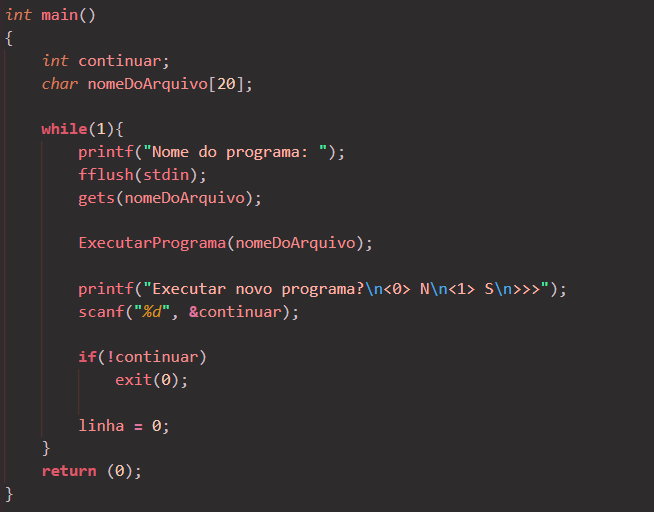 int main()
{
    int continuar;
    char nomeDoArquivo[20];

    while(1){
        printf("Nome do programa: ");
        fflush(stdin);
        gets(nomeDoArquivo);

        ExecutarPrograma(nomeDoArquivo);

        printf("Executar novo programa?\n<0> N\n<1> S\n>>>");
        scanf("%d", &continuar);

        if(!continuar)
            exit(0);

        linha = 0;
    }
    return (0);
}